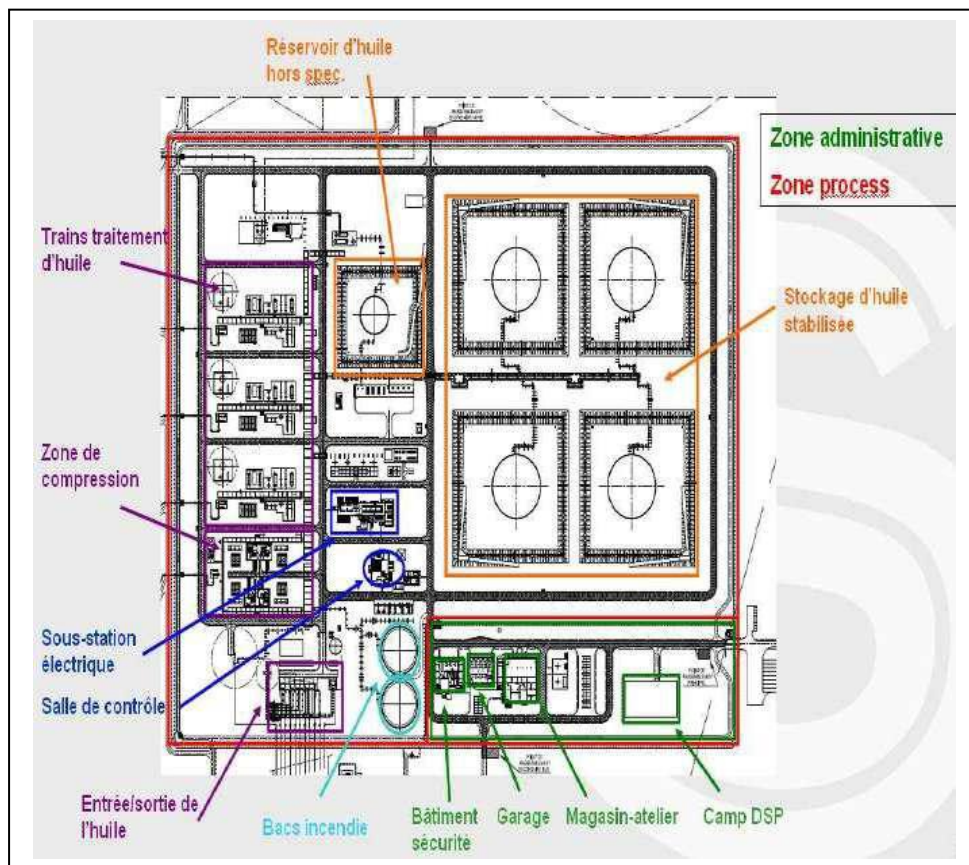 Réservoir d'huile
hors spec.
Zone administrative
Zone process
Trains traitement
d'huile
Stockage d'huile
stabilisée
Zone de
compression
Sous-station
électrique
Salle de contrôle
Entrée/sortie de
l'huile
Bacs incendie
Bâtiment
sécurité
Garage
Magasin-atelier
Camp DSP